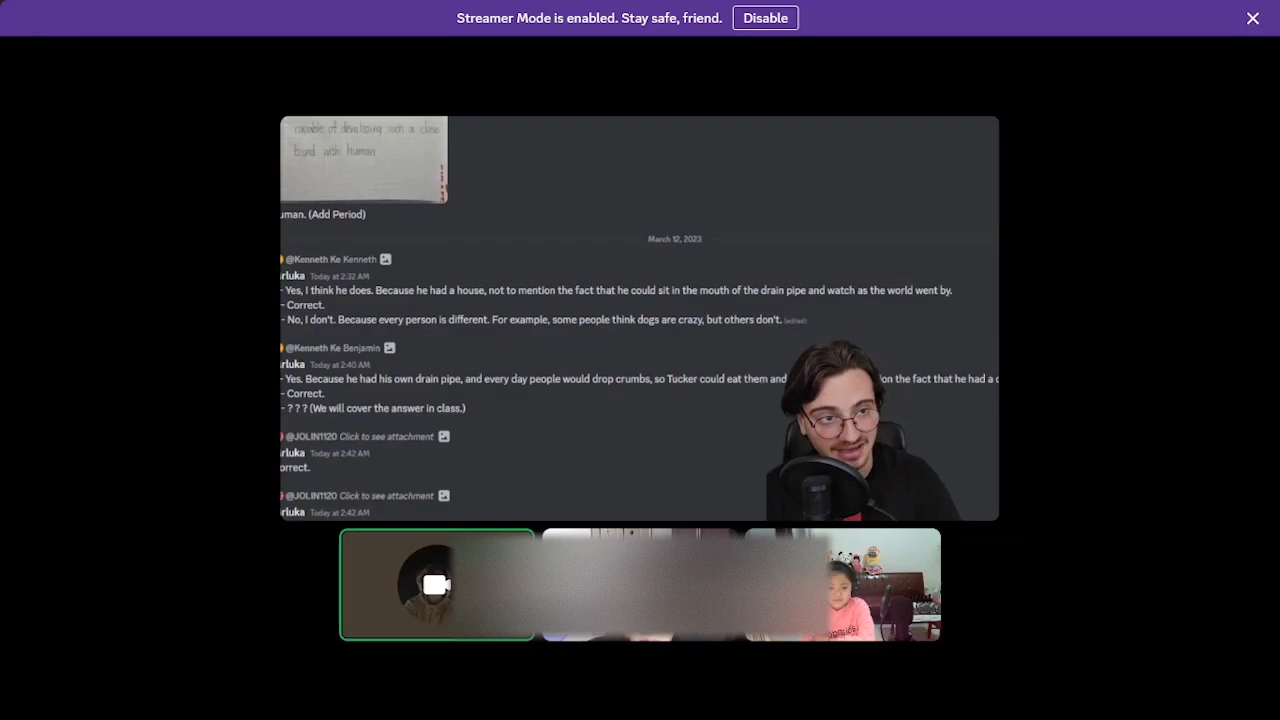 Streamer Mode is enabled. Stay safe, friend. Disable
capable of developing such a close
bond with human
uman. (Add Period)
March 12, 2023
@Kenneth Ke Kenneth
rluka Today at 2:32 AM
- Yes, I think he does. Because he had a house, not to mention the fact that he could sit in the mouth of the drain pipe and watch as the world went by.
- Correct.
- No, I don't. Because every person is different. For example, some people think dogs are crazy, but others don't. (edited)
@Kenneth Ke Benjamin
rluka Today at 2:40 AM
- Yes. Because he had his own drain pipe, and every day people would drop crumbs, so Tucker could eat them and on the fact that he had a c
- Correct.
- ? ? ? (We will cover the answer in class.)
@JOLIN1120 Click to see attachment
rluka Today at 2:42 AM
orrect.
@JOLIN1120 Click to see attachment
rluka Today at 2:42 AM